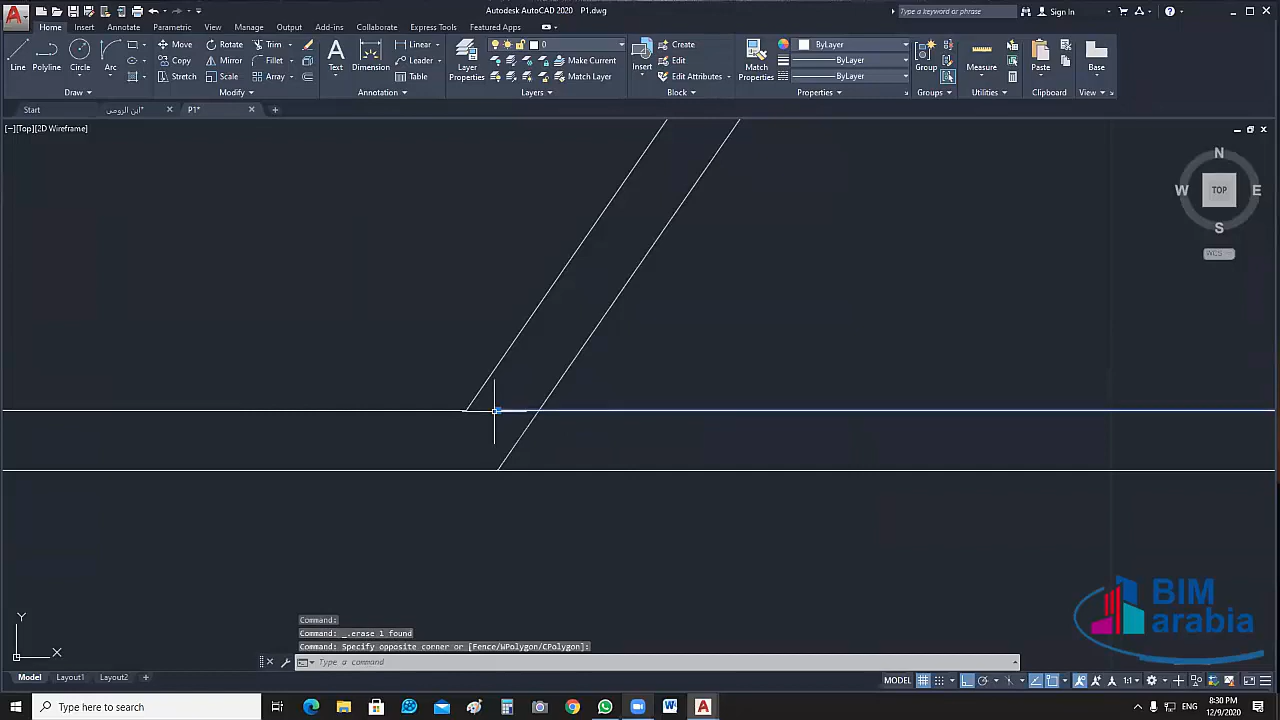 Autodesk AutoCAD 2020 P1.dwg
Type a keyword or phrase
Sign In
Home Insert Annotate Parametric View Manage Output Add-ins Collaborate Express Tools Featured Apps
Line Polyline Circle Arc
Move Rotate Trim
Copy Mirror Fillet
Stretch Scale Array
Text Dimension
Linear
Leader
Table
Layer Properties
0
Make Current
Match Layer
Insert
Create
Edit
Edit Attributes
Match Properties
ByLayer
ByLayer
ByLayer
Group
Measure
Paste
Base
Draw Modify Annotation Layers Block Properties Groups Utilities Clipboard View
Start ابن الرومى* P1*
[−][Top][2D Wireframe]
N
W TOP E
S
WCS
BIM
arabia
Y
X
Command:
Command: _.erase 1 found
Command: Specify opposite corner or [Fence/WPolygon/CPolygon]:
Type a command
Model Layout1 Layout2 +
MODEL 1:1
Type here to search
8:30 PM
12/9/2020